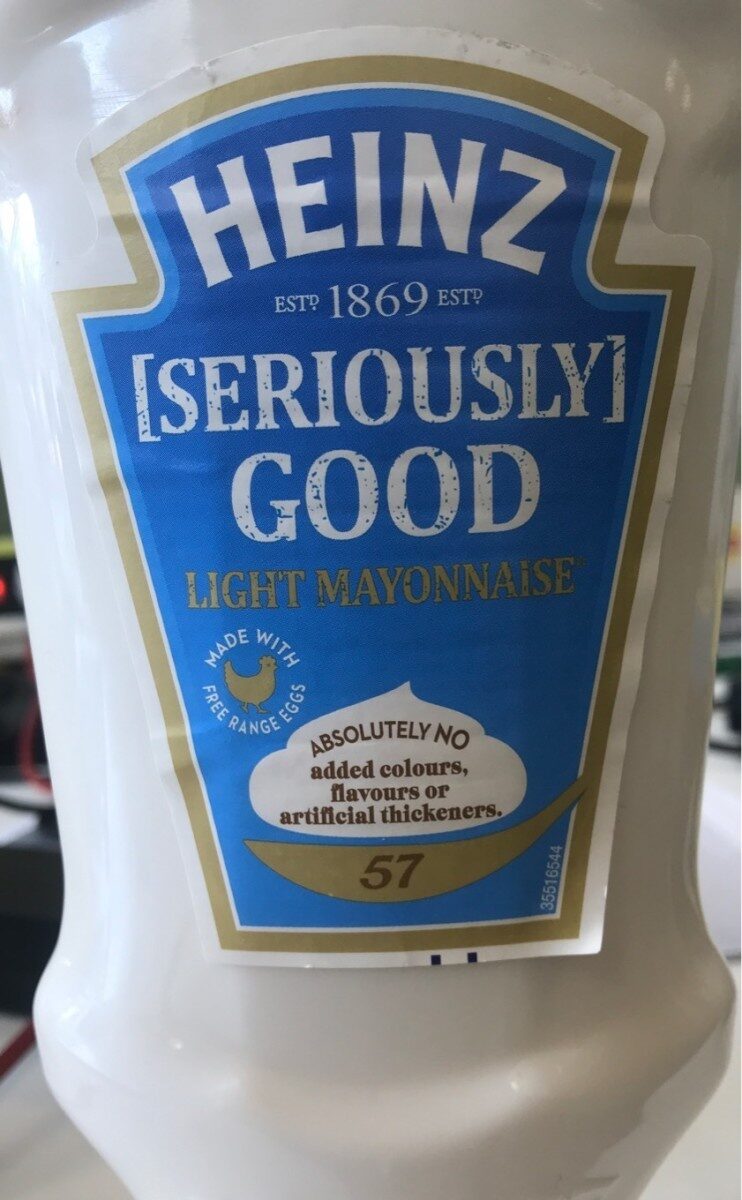 HEINZ
ESTD 1869 ESTD
[SERIOUSLY]
GOOD
LIGHT MAYONNAISE
MADE WITH
FREE RANGE EGGS
ABSOLUTELY NO
added colours,
flavours or
artificial thickeners.
57
35516544